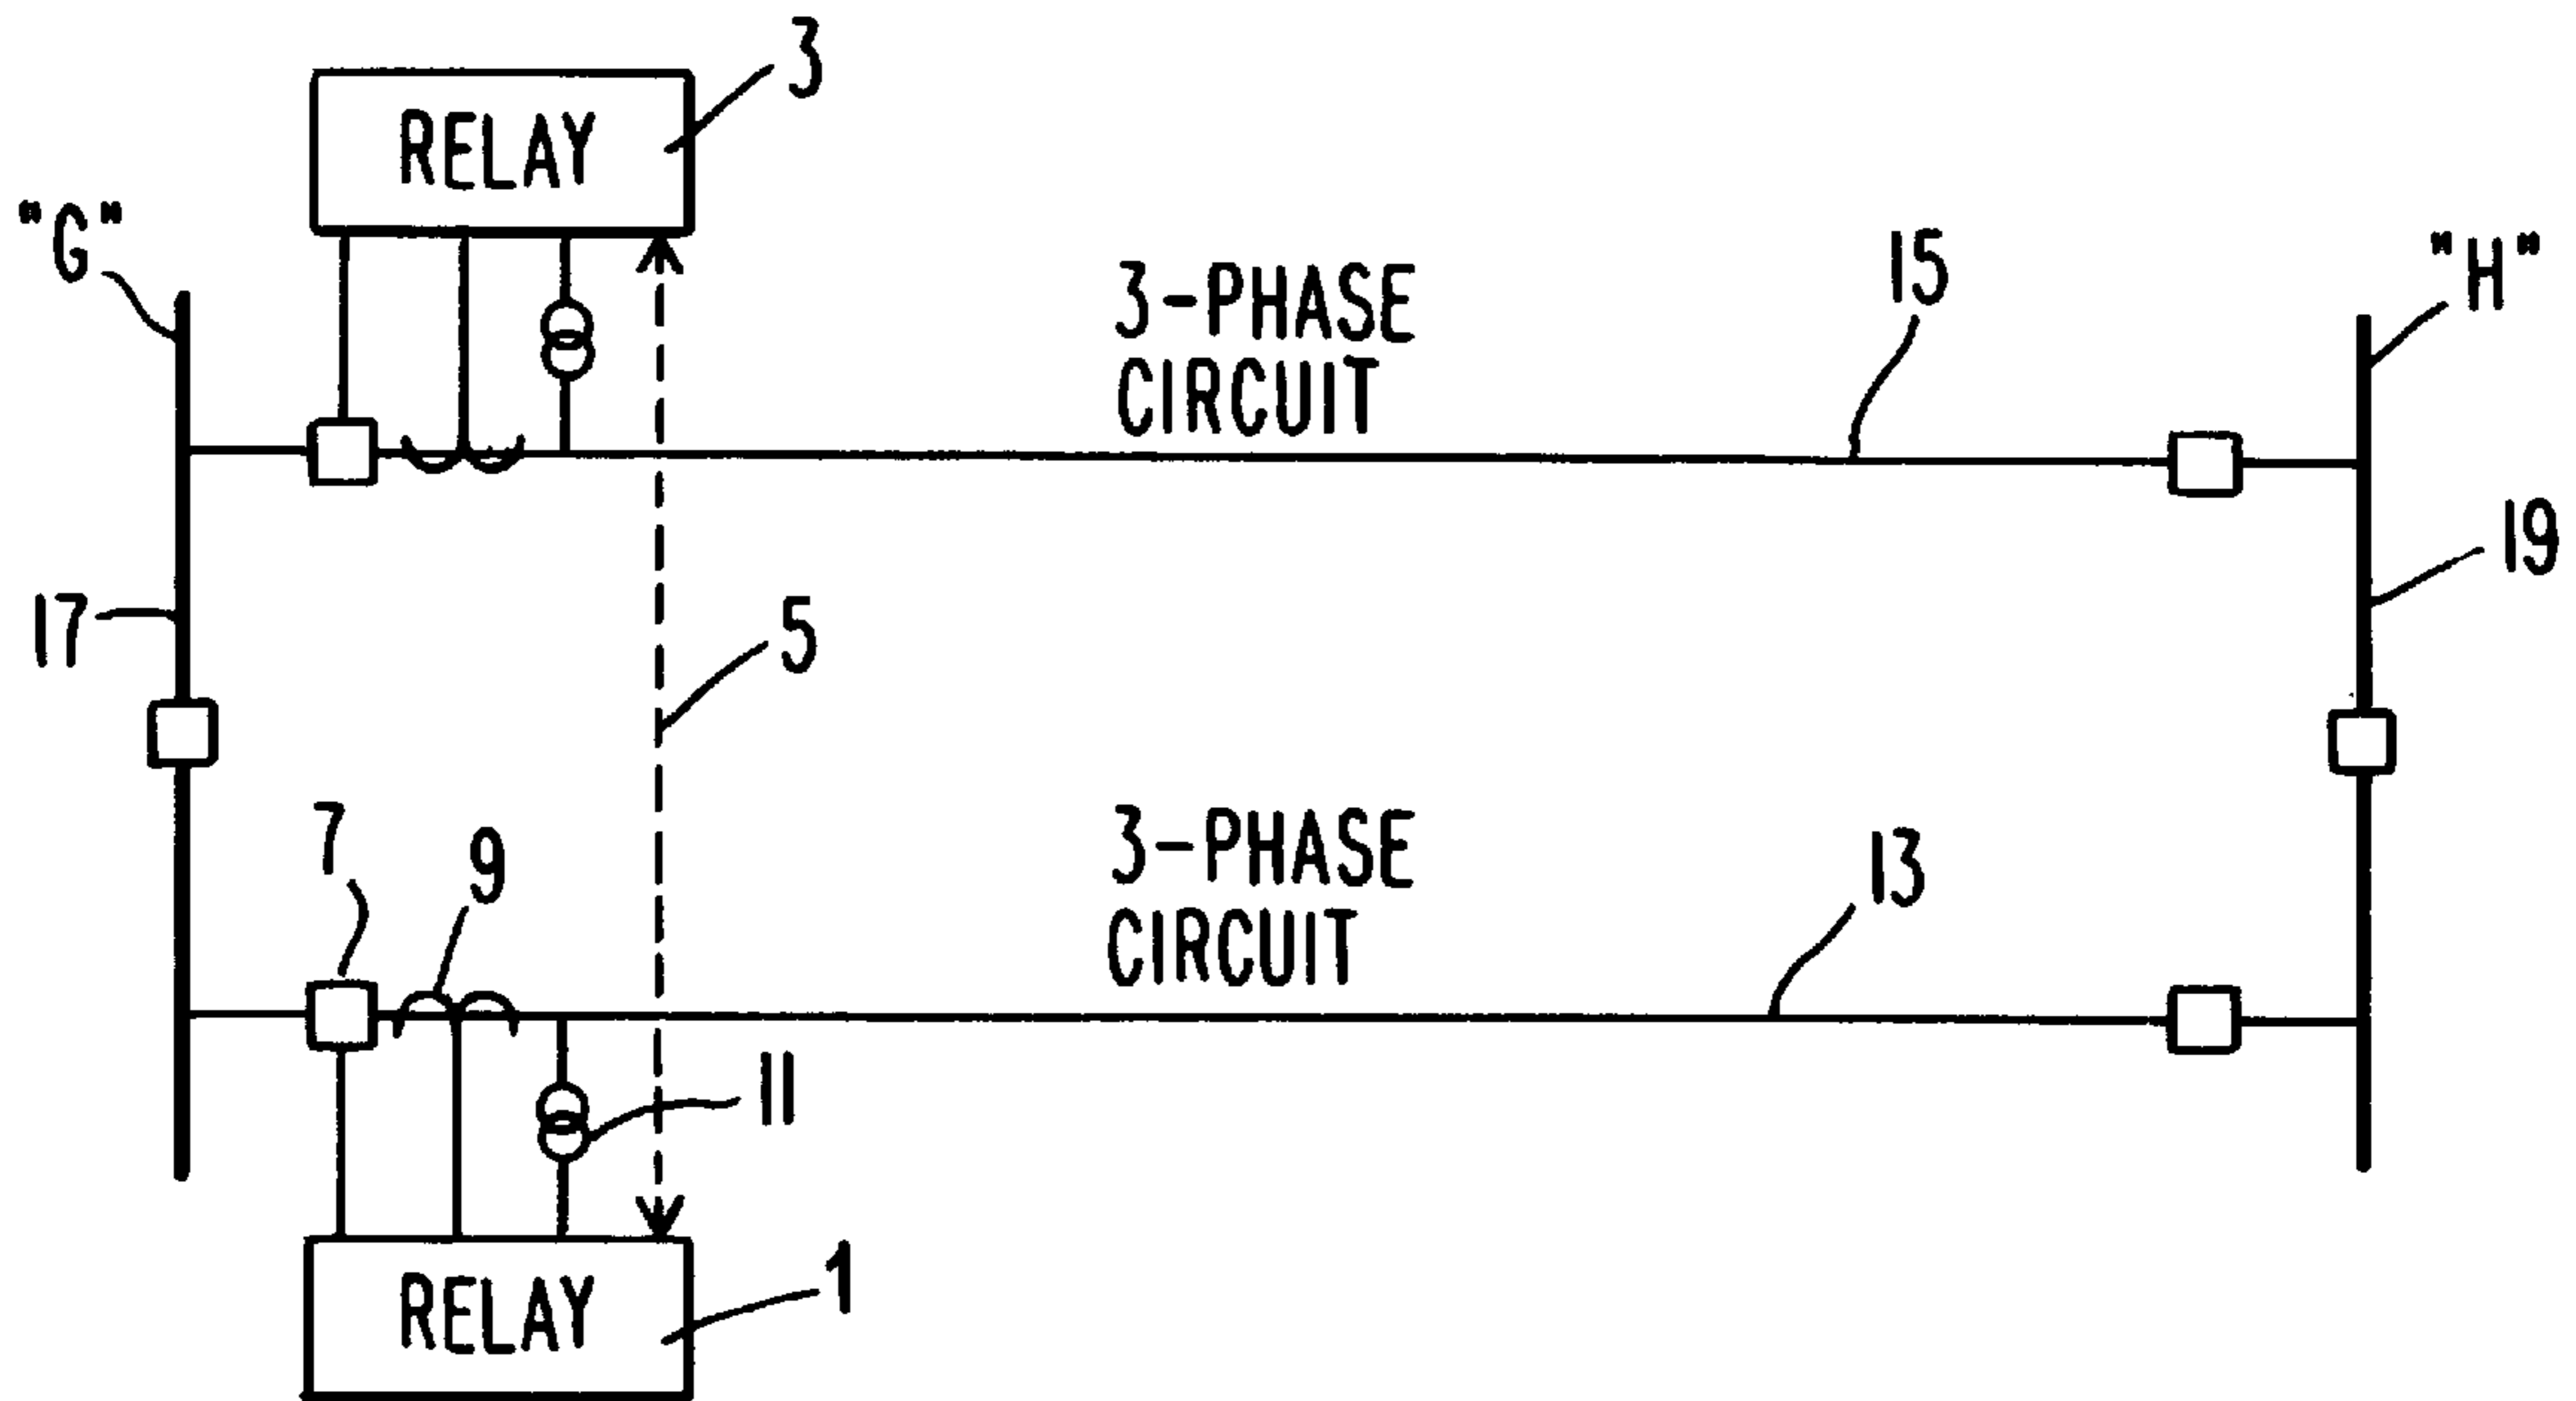 3
RELAY
"G"
15
"H"
3-PHASE
CIRCUIT
19
17
5
7
9
3-PHASE
CIRCUIT
13
11
1
RELAY